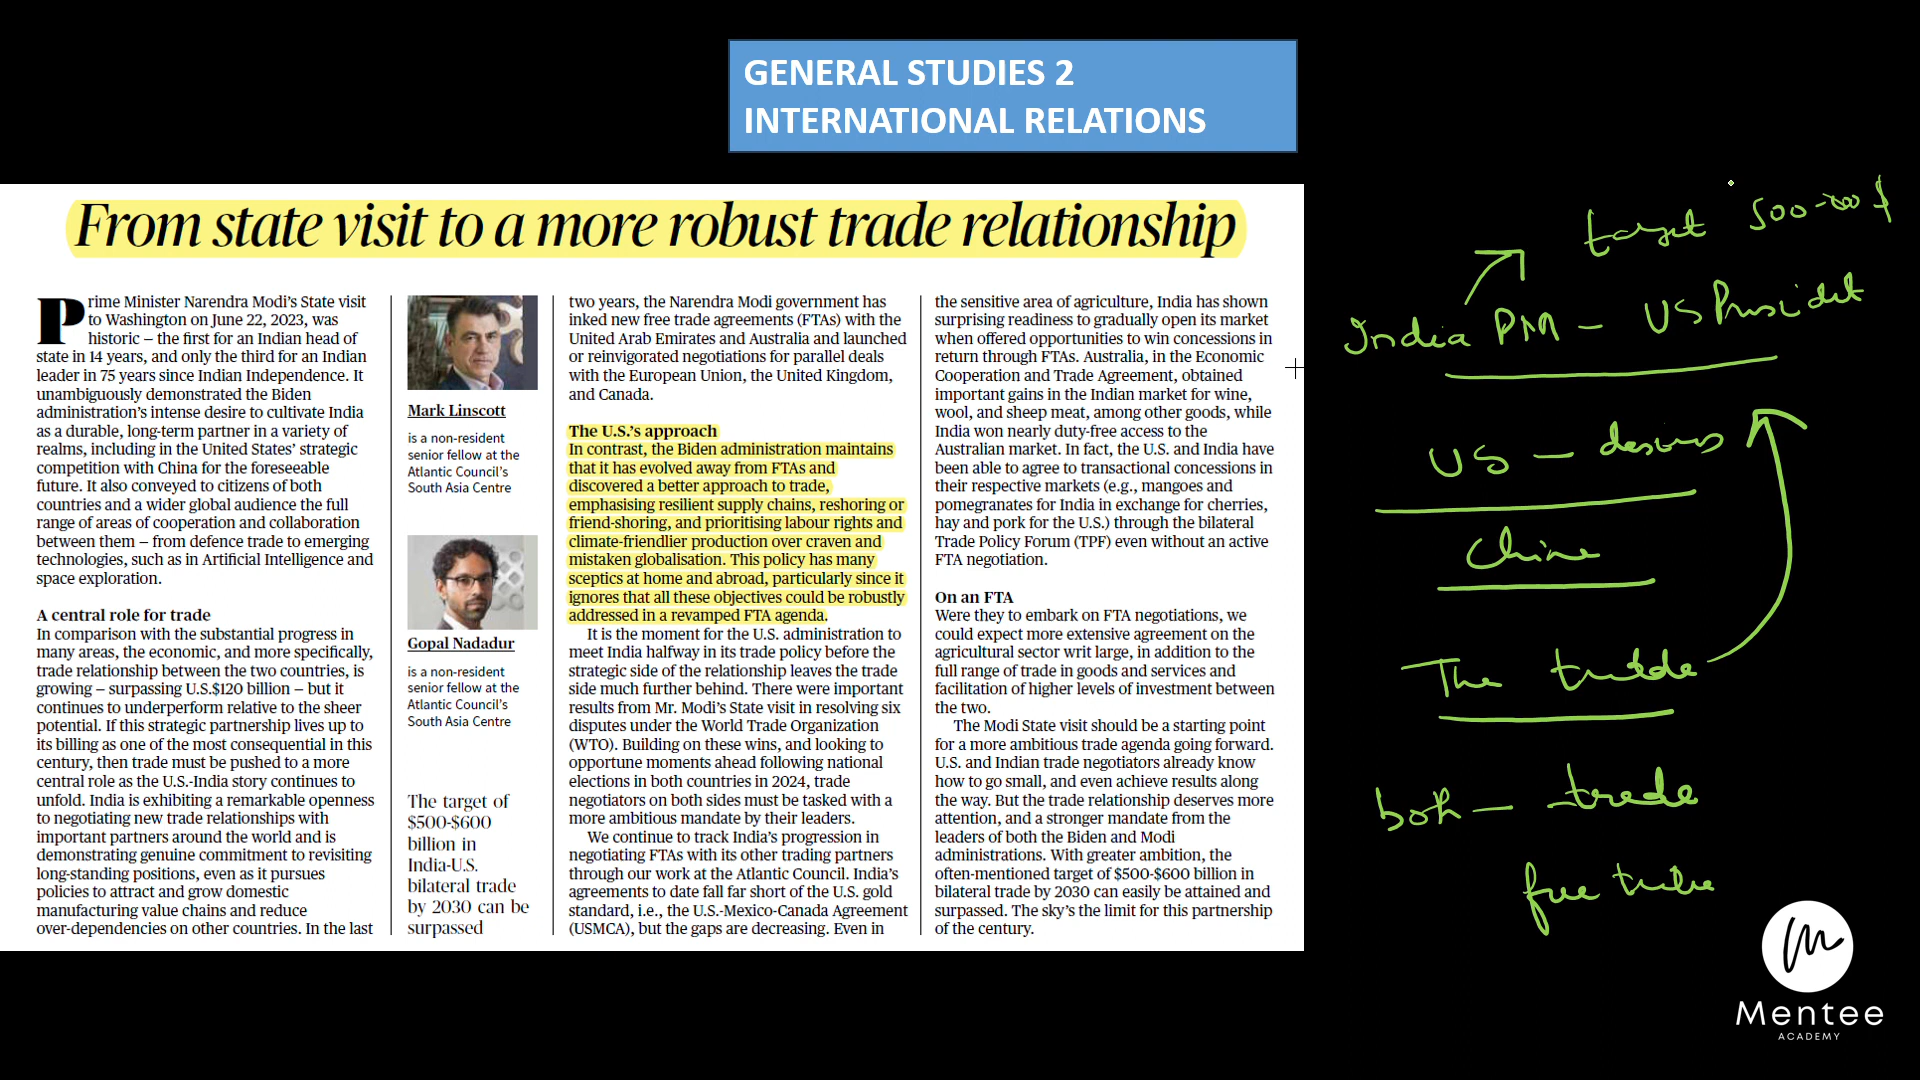 GENERAL STUDIES 2
INTERNATIONAL RELATIONS
From state visit to a more robust trade relationship
Prime Minister Narendra Modi's State visit
to Washington on June 22, 2023, was
historic – the first for an Indian head of
state in 14 years, and only the third for an Indian
leader in 75 years since Indian Independence. It
unambiguously demonstrated the Biden
administration's intense desire to cultivate India
as a durable, long-term partner in a variety of
realms, including in the United States' strategic
competition with China for the foreseeable
future. It also conveyed to citizens of both
countries and a wider global audience the full
range of areas of cooperation and collaboration
between them – from defence trade to emerging
technologies, such as in Artificial Intelligence and
space exploration.
A central role for trade
In comparison with the substantial progress in
many areas, the economic, and more specifically,
trade relationship between the two countries, is
growing – surpassing U.S.$120 billion – but it
continues to underperform relative to the sheer
potential. If this strategic partnership lives up to
its billing as one of the most consequential in this
century, then trade must be pushed to a more
central role as the U.S.-India story continues to
unfold. India is exhibiting a remarkable openness
to negotiating new trade relationships with
important partners around the world and is
demonstrating genuine commitment to revisiting
long-standing positions, even as it pursues
policies to attract and grow domestic
manufacturing value chains and reduce
over-dependencies on other countries. In the last
Mark Linscott
is a non-resident
senior fellow at the
Atlantic Council's
South Asia Centre
Gopal Nadadur
is a non-resident
senior fellow at the
Atlantic Council's
South Asia Centre
The target of
$500-$600
billion in
India-U.S.
bilateral trade
by 2030 can be
surpassed
two years, the Narendra Modi government has
inked new free trade agreements (FTAs) with the
United Arab Emirates and Australia and launched
or reinvigorated negotiations for parallel deals
with the European Union, the United Kingdom,
and Canada.
The U.S.'s approach
In contrast, the Biden administration maintains
that it has evolved away from FTAs and
discovered a better approach to trade,
emphasising resilient supply chains, reshoring or
friend-shoring, and prioritising labour rights and
climate-friendlier production over craven and
mistaken globalisation. This policy has many
sceptics at home and abroad, particularly since it
ignores that all these objectives could be robustly
addressed in a revamped FTA agenda.
It is the moment for the U.S. administration to
meet India halfway in its trade policy before the
strategic side of the relationship leaves the trade
side much further behind. There were important
results from Mr. Modi's State visit in resolving six
disputes under the World Trade Organization
(WTO). Building on these wins, and looking to
opportune moments ahead following national
elections in both countries in 2024, trade
negotiators on both sides must be tasked with a
more ambitious mandate by their leaders.
We continue to track India's progression in
negotiating FTAs with its other trading partners
through our work at the Atlantic Council. India's
agreements to date fall far short of the U.S. gold
standard, i.e., the U.S.-Mexico-Canada Agreement
(USMCA), but the gaps are decreasing. Even in
the sensitive area of agriculture, India has shown
surprising readiness to gradually open its market
when offered opportunities to win concessions in
return through FTAs. Australia, in the Economic
Cooperation and Trade Agreement, obtained
important gains in the Indian market for wine,
wool, and sheep meat, among other goods, while
India won nearly duty-free access to the
Australian market. In fact, the U.S. and India have
been able to agree to transactional concessions in
their respective markets (e.g., mangoes and
pomegranates for India in exchange for cherries,
hay and pork for the U.S.) through the bilateral
Trade Policy Forum (TPF) even without an active
FTA negotiation.
On an FTA
Were they to embark on FTA negotiations, we
could expect more extensive agreement on the
agricultural sector writ large, in addition to the
full range of trade in goods and services and
facilitation of higher levels of investment between
the two.
The Modi State visit should be a starting point
for a more ambitious trade agenda going forward.
U.S. and Indian trade negotiators already know
how to go small, and even achieve results along
the way. But the trade relationship deserves more
attention, and a stronger mandate from the
leaders of both the Biden and Modi
administrations. With greater ambition, the
often-mentioned target of $500-$600 billion in
bilateral trade by 2030 can easily be attained and
surpassed. The sky's the limit for this partnership
of the century.
target 500-600 $
India PM – US President
US – desires
China
The trade
both – trade
free trade
Mentee
ACADEMY